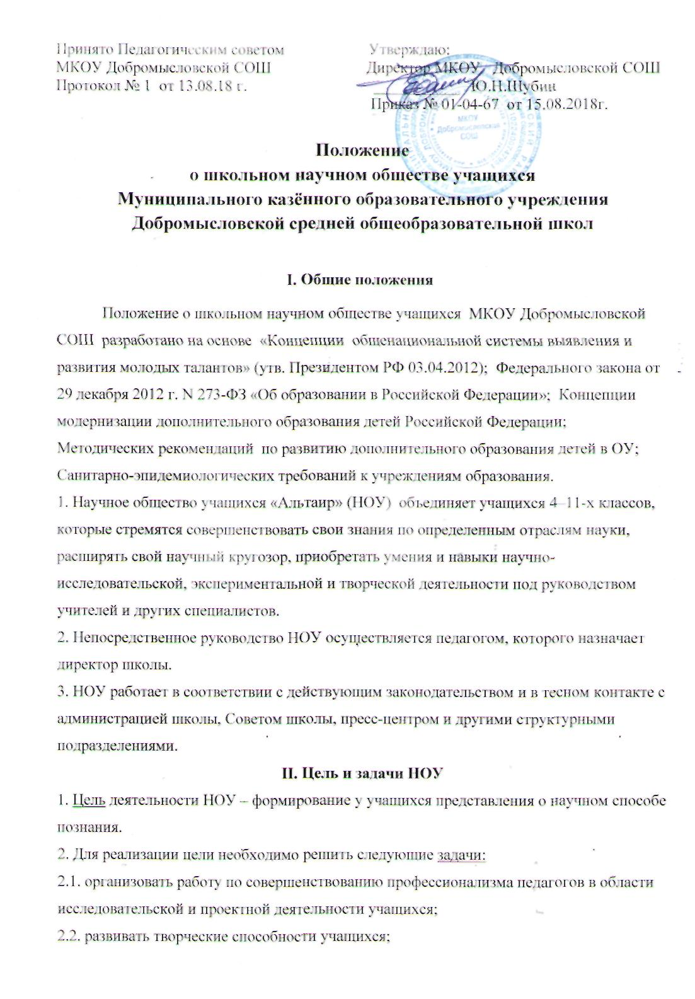 Принято Педагогическим советом
МКОУ Добромысловской СОШ
Протокол № 1 от 13.08.18 г.
Утверждаю:
Директор МКОУ Добромысловской СОШ
Ю.Н.Шубин
Приказ № 01-04-67 от 15.08.2018г.
МКОУ
Добромысловская
СОШ
Положение
о школьном научном обществе учащихся
Муниципального казённого образовательного учреждения
Добромысловской средней общеобразовательной школ
I. Общие положения
Положение о школьном научном обществе учащихся МКОУ Добромысловской
СОШ разработано на основе «Концепции общенациональной системы выявления и
развития молодых талантов» (утв. Президентом РФ 03.04.2012); Федерального закона от
29 декабря 2012 г. N 273-ФЗ «Об образовании в Российской Федерации»; Концепции
модернизации дополнительного образования детей Российской Федерации;
Методических рекомендаций по развитию дополнительного образования детей в ОУ;
Санитарно-эпидемиологических требований к учреждениям образования.
1. Научное общество учащихся «Альтаир» (НОУ) объединяет учащихся 4–11-х классов,
которые стремятся совершенствовать свои знания по определенным отраслям науки,
расширять свой научный кругозор, приобретать умения и навыки научно-
исследовательской, экспериментальной и творческой деятельности под руководством
учителей и других специалистов.
2. Непосредственное руководство НОУ осуществляется педагогом, которого назначает
директор школы.
3. НОУ работает в соответствии с действующим законодательством и в тесном контакте с
администрацией школы, Советом школы, пресс-центром и другими структурными
подразделениями.
II. Цель и задачи НОУ
1. Цель деятельности НОУ – формирование у учащихся представления о научном способе
познания.
2. Для реализации цели необходимо решить следующие задачи:
2.1. организовать работу по совершенствованию профессионализма педагогов в области
исследовательской и проектной деятельности учащихся;
2.2. развивать творческие способности учащихся;